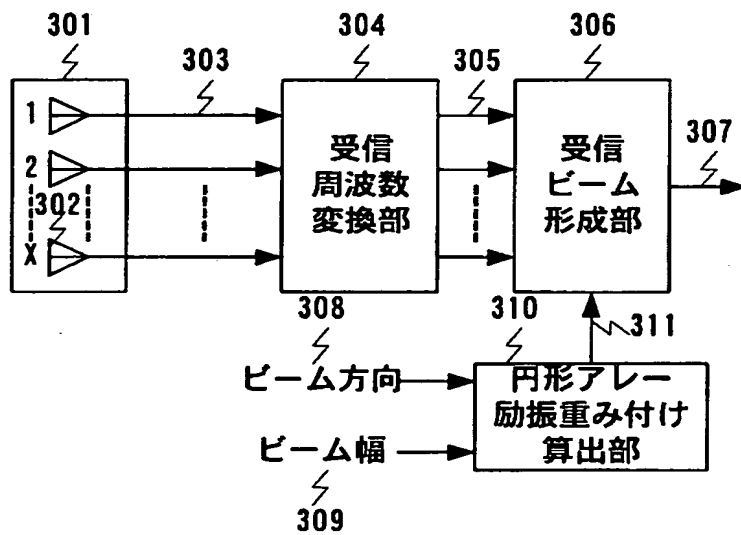 301
303
304
305
306
307
1
2
302
X
受信
周波数
変換部
受信
ビーム
形成部
308
310
311
ビーム方向
円形アレー
励振重み付け
算出部
ビーム幅
309